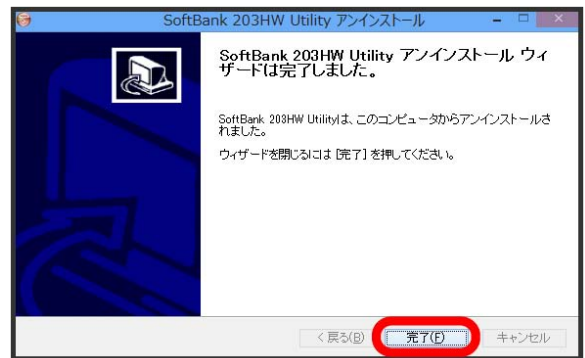 SoftBank 203HW Utility アンインストール
SoftBank 203HW Utility アンインストール ウィ
ザードは完了しました。
SoftBank 203HW Utilityは、このコンピュータからアンインストールさ
れました。
ウィザードを閉じるには [完了] を押してください。
< 戻る(B)
完了(F)
キャンセル